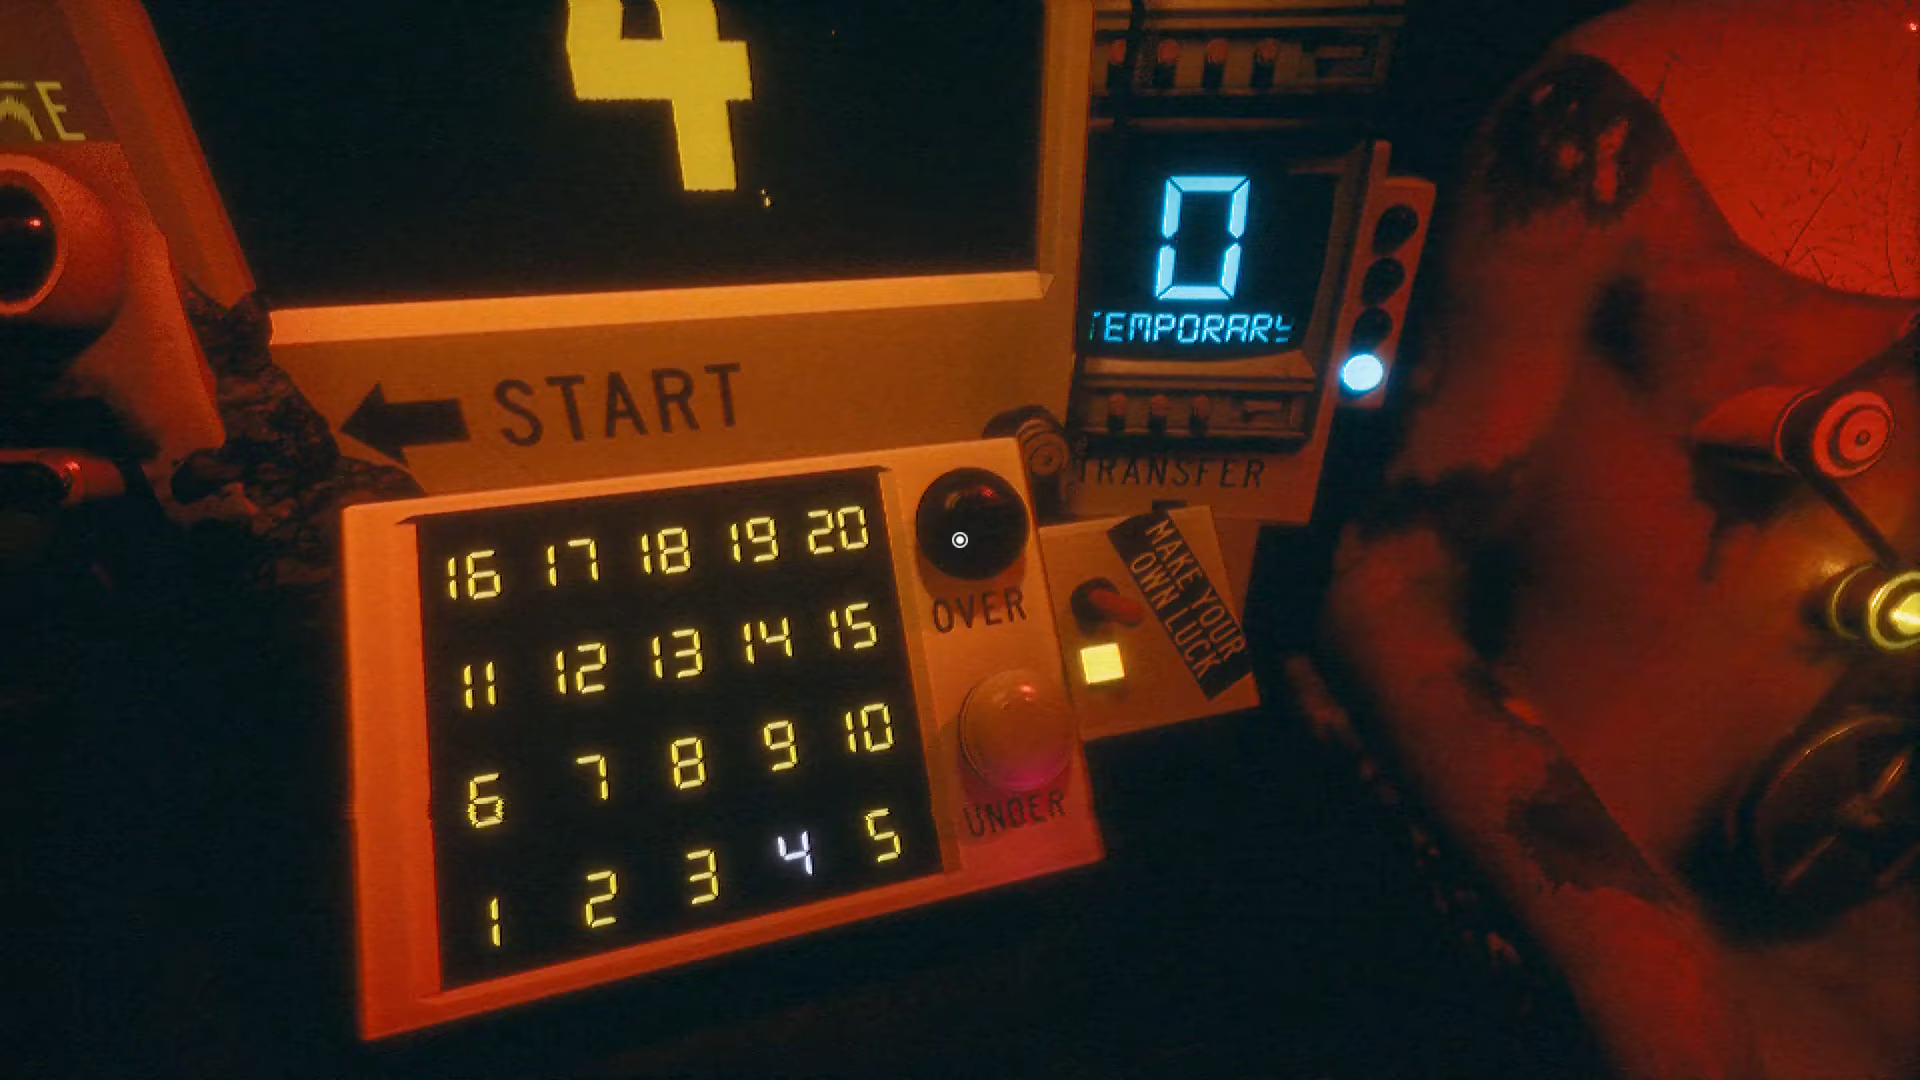 4
0
TEMPORARY
START
TRANSFER
MAKE YOUR
OWN LUCK
16 17 18 19 20
11 12 13 14 15
6 7 8 9 10
1 2 3 4 5
OVER
UNDER